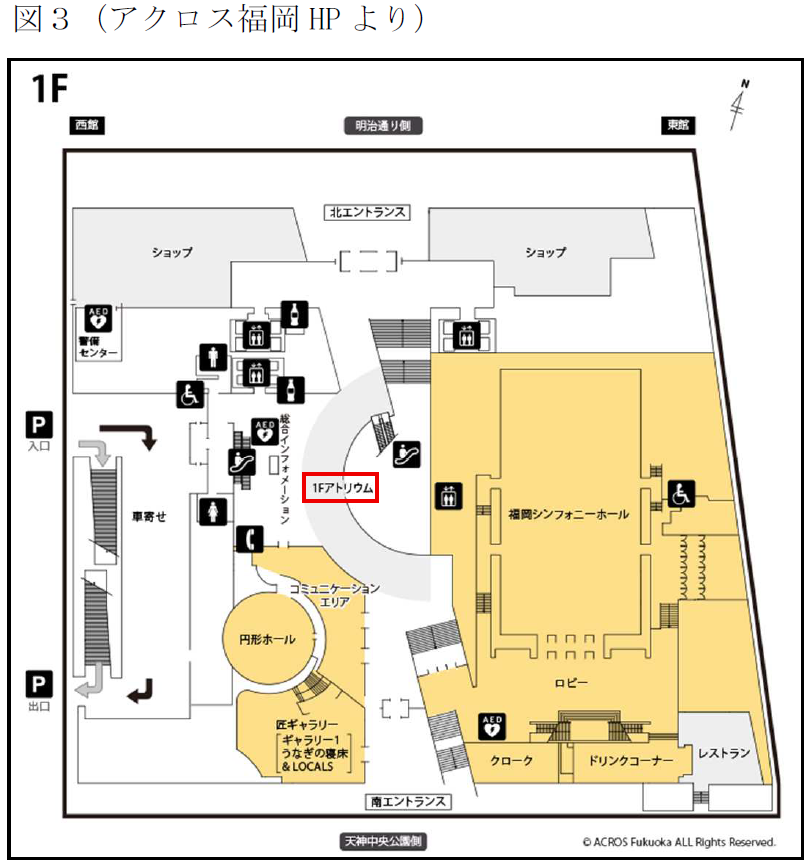 図３（アクロス福岡 HP より）
1F
N
西館
明治通り側
東館
北エントランス
ショップ
ショップ
AED
警備
センター
P
入口
AED
総合インフォメーション
1Fアトリウム
車寄せ
福岡シンフォニーホール
コミュニケーション
エリア
円形ホール
P
出口
ロビー
匠ギャラリー
ギャラリー1
うなぎの寝床
& LOCALS
AED
クローク
ドリンクコーナー
レストラン
南エントランス
天神中央公園側
© ACROS Fukuoka ALL Rights Reserved.